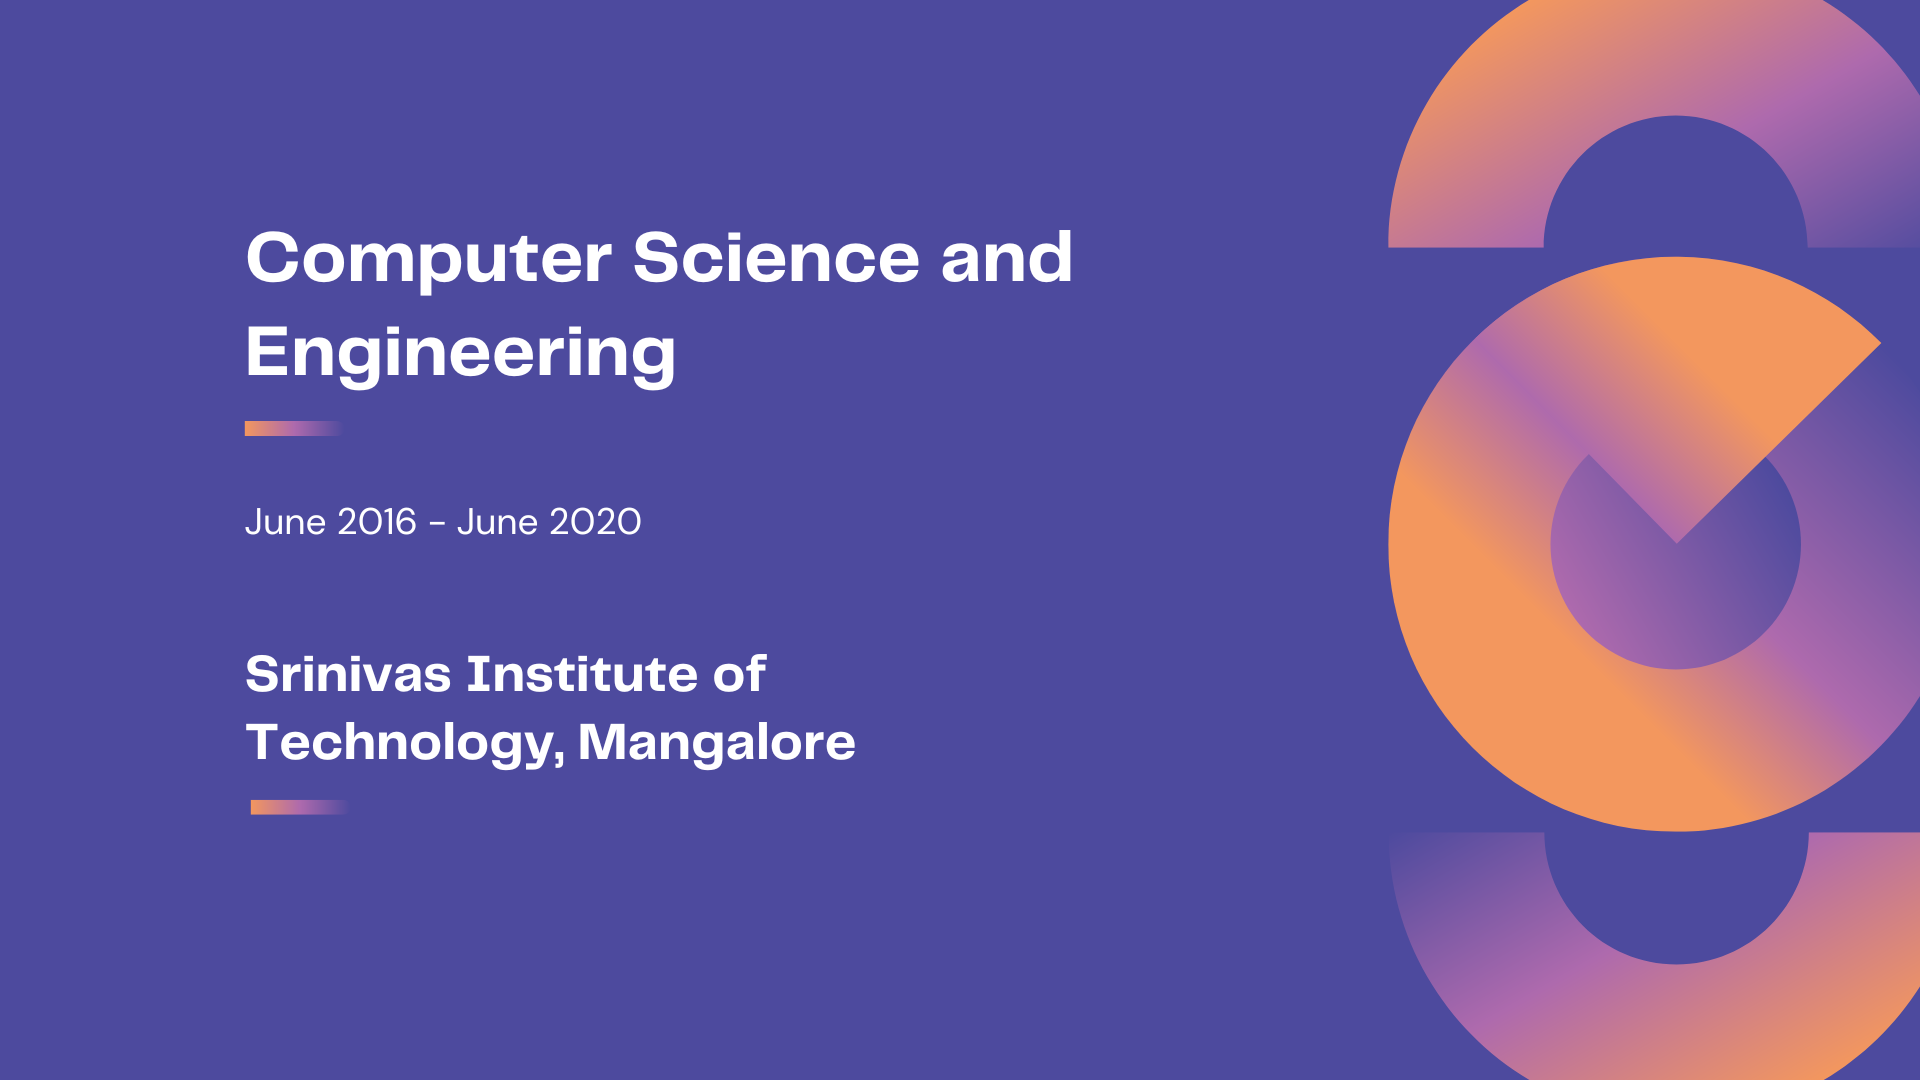 Computer Science and
Engineering
June 2016 - June 2020
Srinivas Institute of
Technology, Mangalore